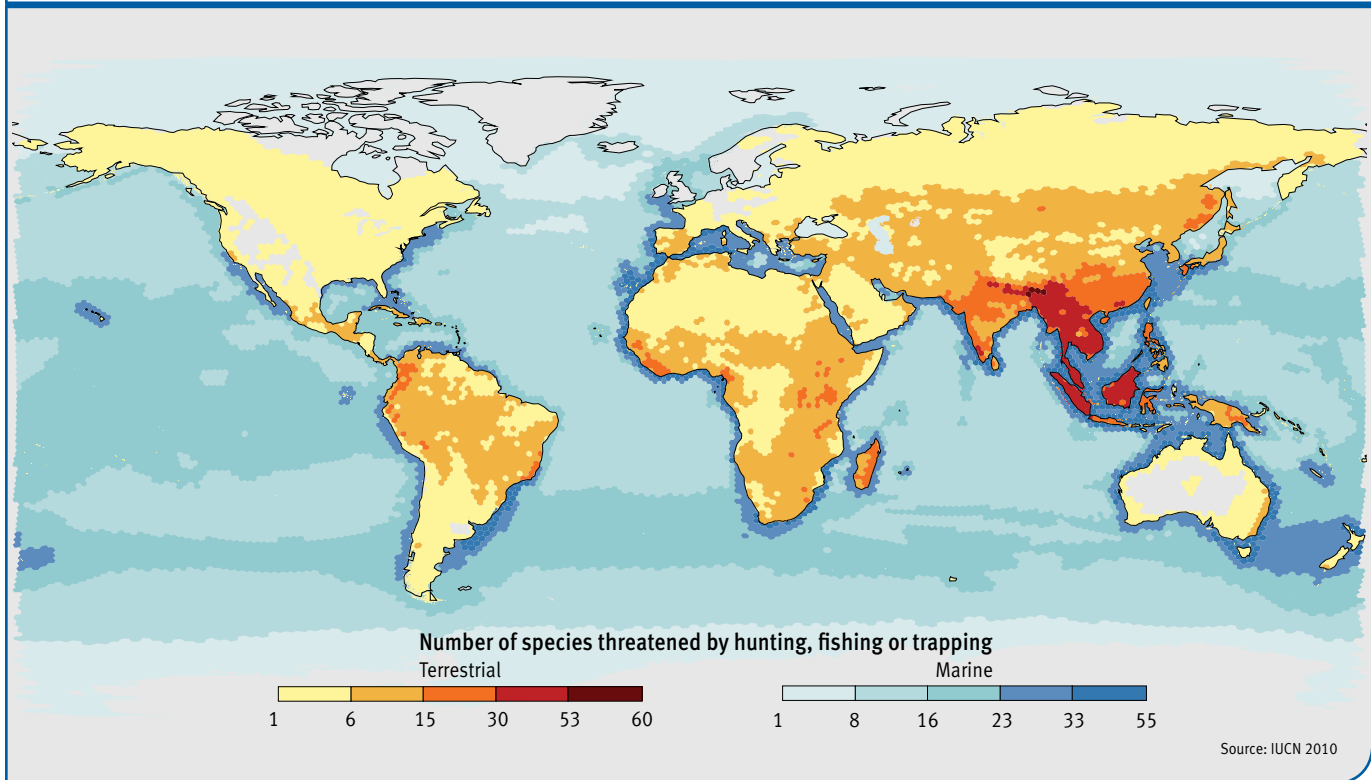 Number of species threatened by hunting, fishing or trapping
Terrestrial
1 6 15 30 53 60
Marine
1 8 16 23 33 55
Source: IUCN 2010